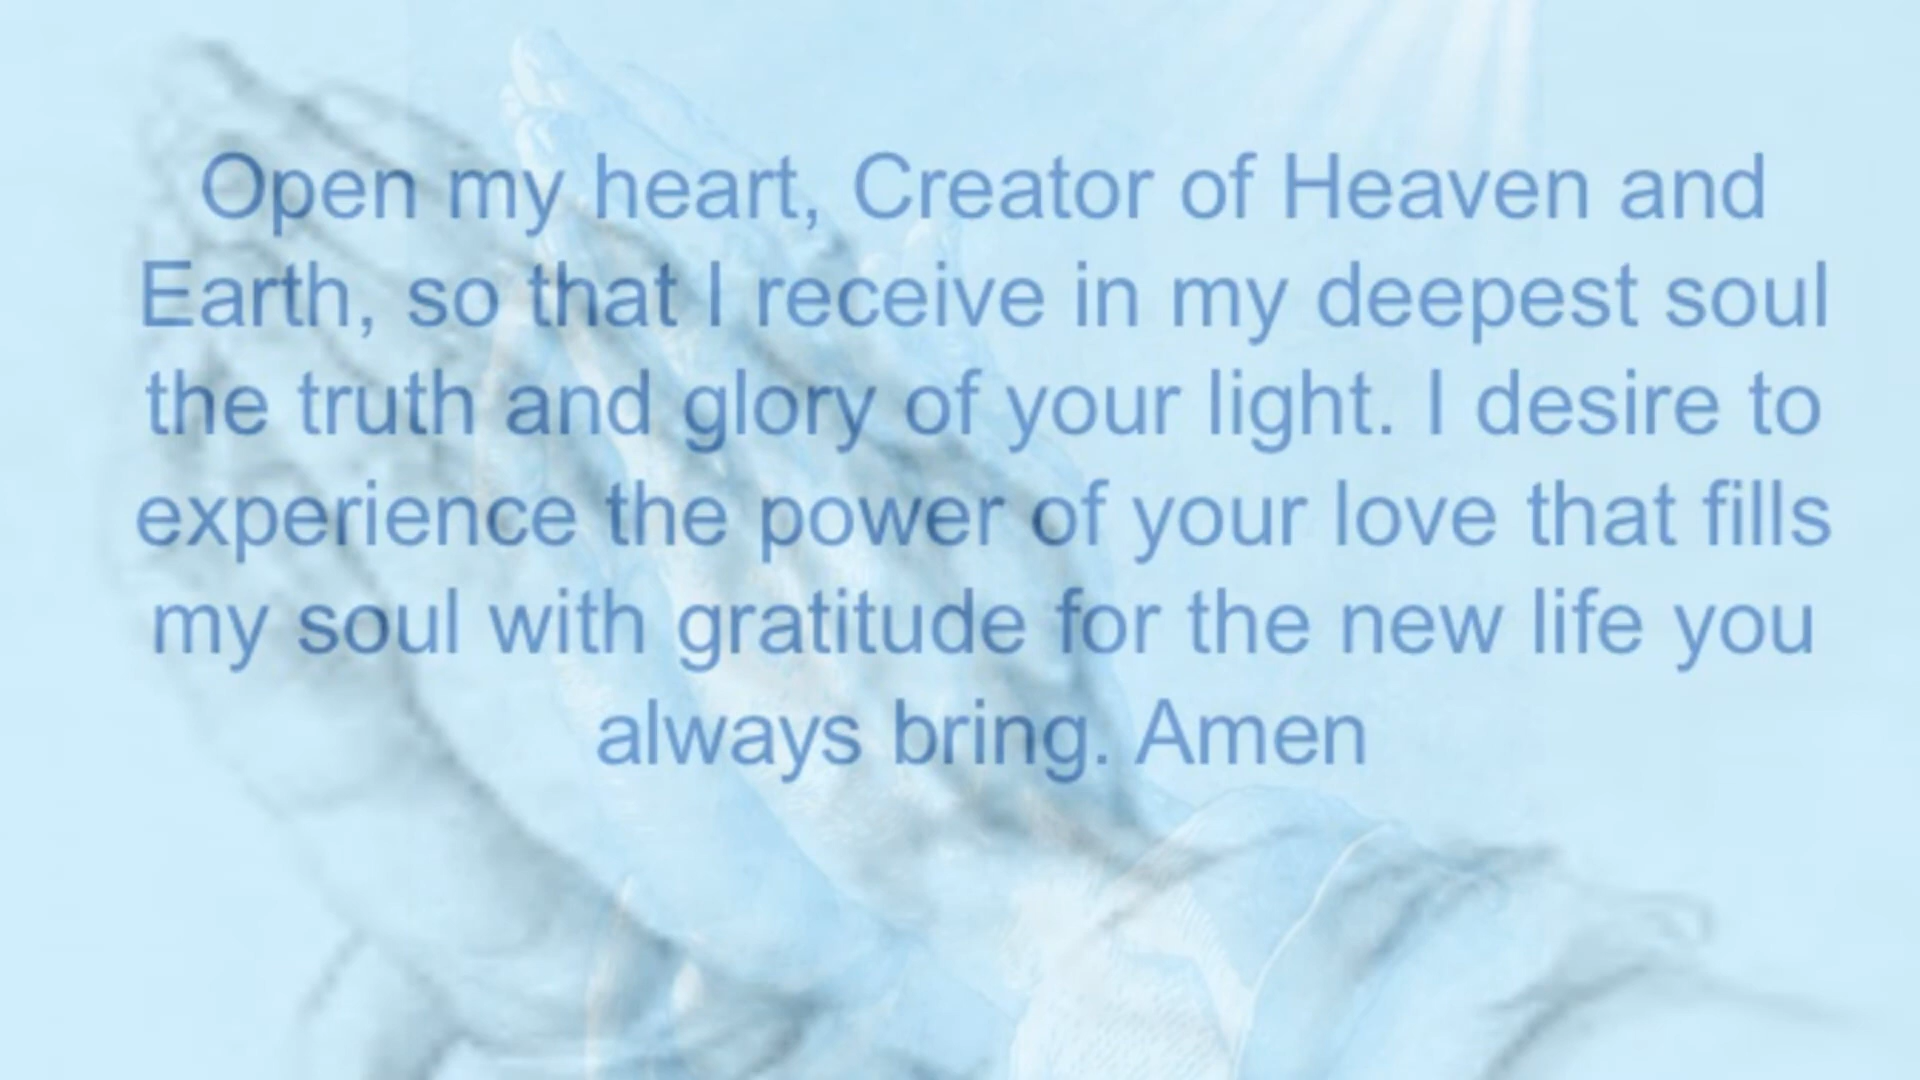 Open my heart, Creator of Heaven and
Earth, so that I receive in my deepest soul
the truth and glory of your light. I desire to
experience the power of your love that fills
my soul with gratitude for the new life you
always bring. Amen